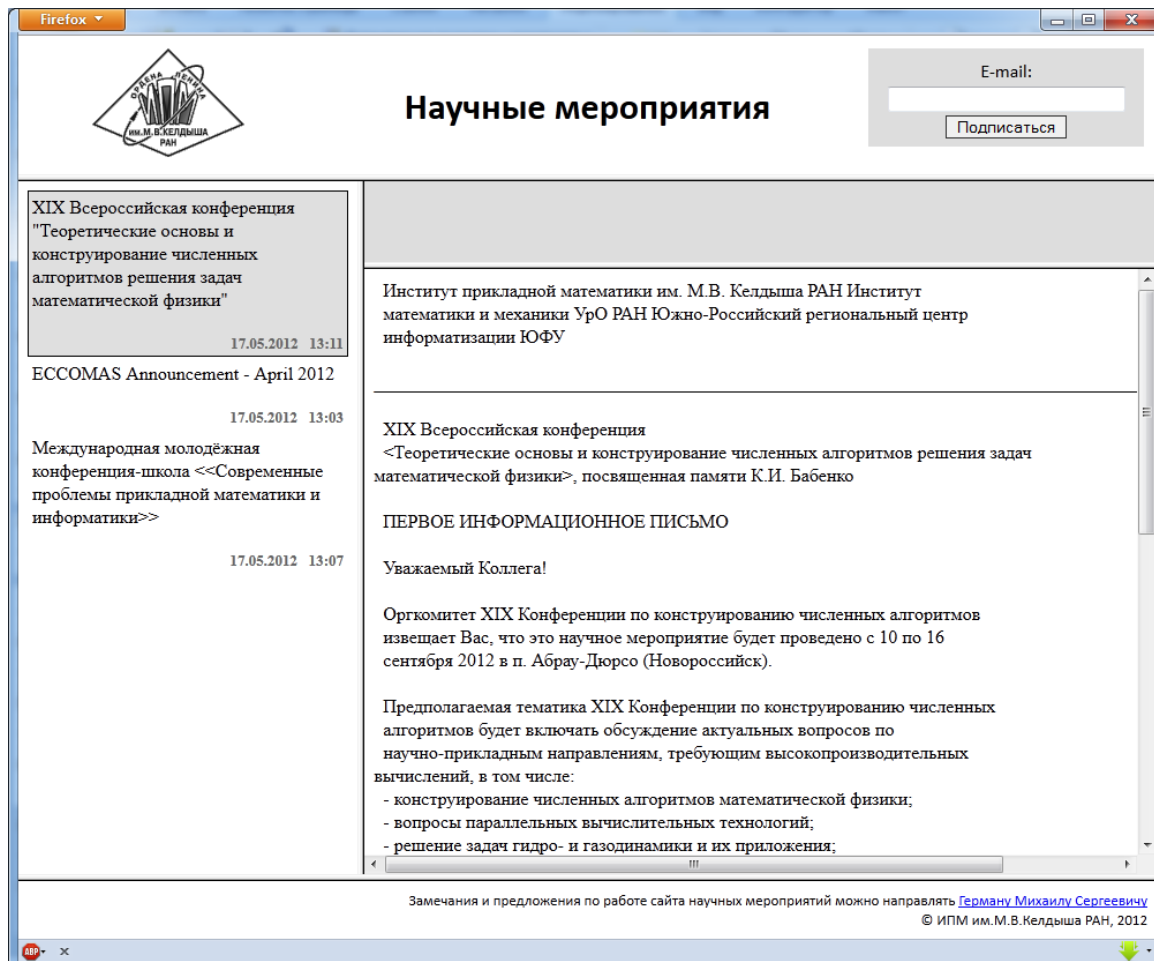 Firefox
ОРДЕНА ЛЕНИНА
им.М.В.КЕЛДЫША
РАН
Научные мероприятия
E-mail:
Подписаться
XIX Всероссийская конференция
"Теоретические основы и
конструирование численных
алгоритмов решения задач
математической физики"
17.05.2012 13:11
ECCOMAS Announcement - April 2012
17.05.2012 13:03
Международная молодёжная
конференция-школа <<Современные
проблемы прикладной математики и
информатики>>
17.05.2012 13:07
Институт прикладной математики им. М.В. Келдыша РАН Институт
математики и механики УрО РАН Южно-Российский региональный центр
информатизации ЮФУ
XIX Всероссийская конференция
<Теоретические основы и конструирование численных алгоритмов решения задач
математической физики>, посвященная памяти К.И. Бабенко
ПЕРВОЕ ИНФОРМАЦИОННОЕ ПИСЬМО
Уважаемый Коллега!
Оргкомитет XIX Конференции по конструированию численных алгоритмов
извещает Вас, что это научное мероприятие будет проведено с 10 по 16
сентября 2012 в п. Абрау-Дюрсо (Новороссийск).
Предполагаемая тематика XIX Конференции по конструированию численных
алгоритмов будет включать обсуждение актуальных вопросов по
научно-прикладным направлениям, требующим высокопроизводительных
вычислений, в том числе:
- конструирование численных алгоритмов математической физики;
- вопросы параллельных вычислительных технологий;
- решение задач гидро- и газодинамики и их приложения;
Замечания и предложения по работе сайта научных мероприятий можно направлять Герману Михаилу Сергеевичу
© ИПМ им.М.В.Келдыша РАН, 2012
ABP